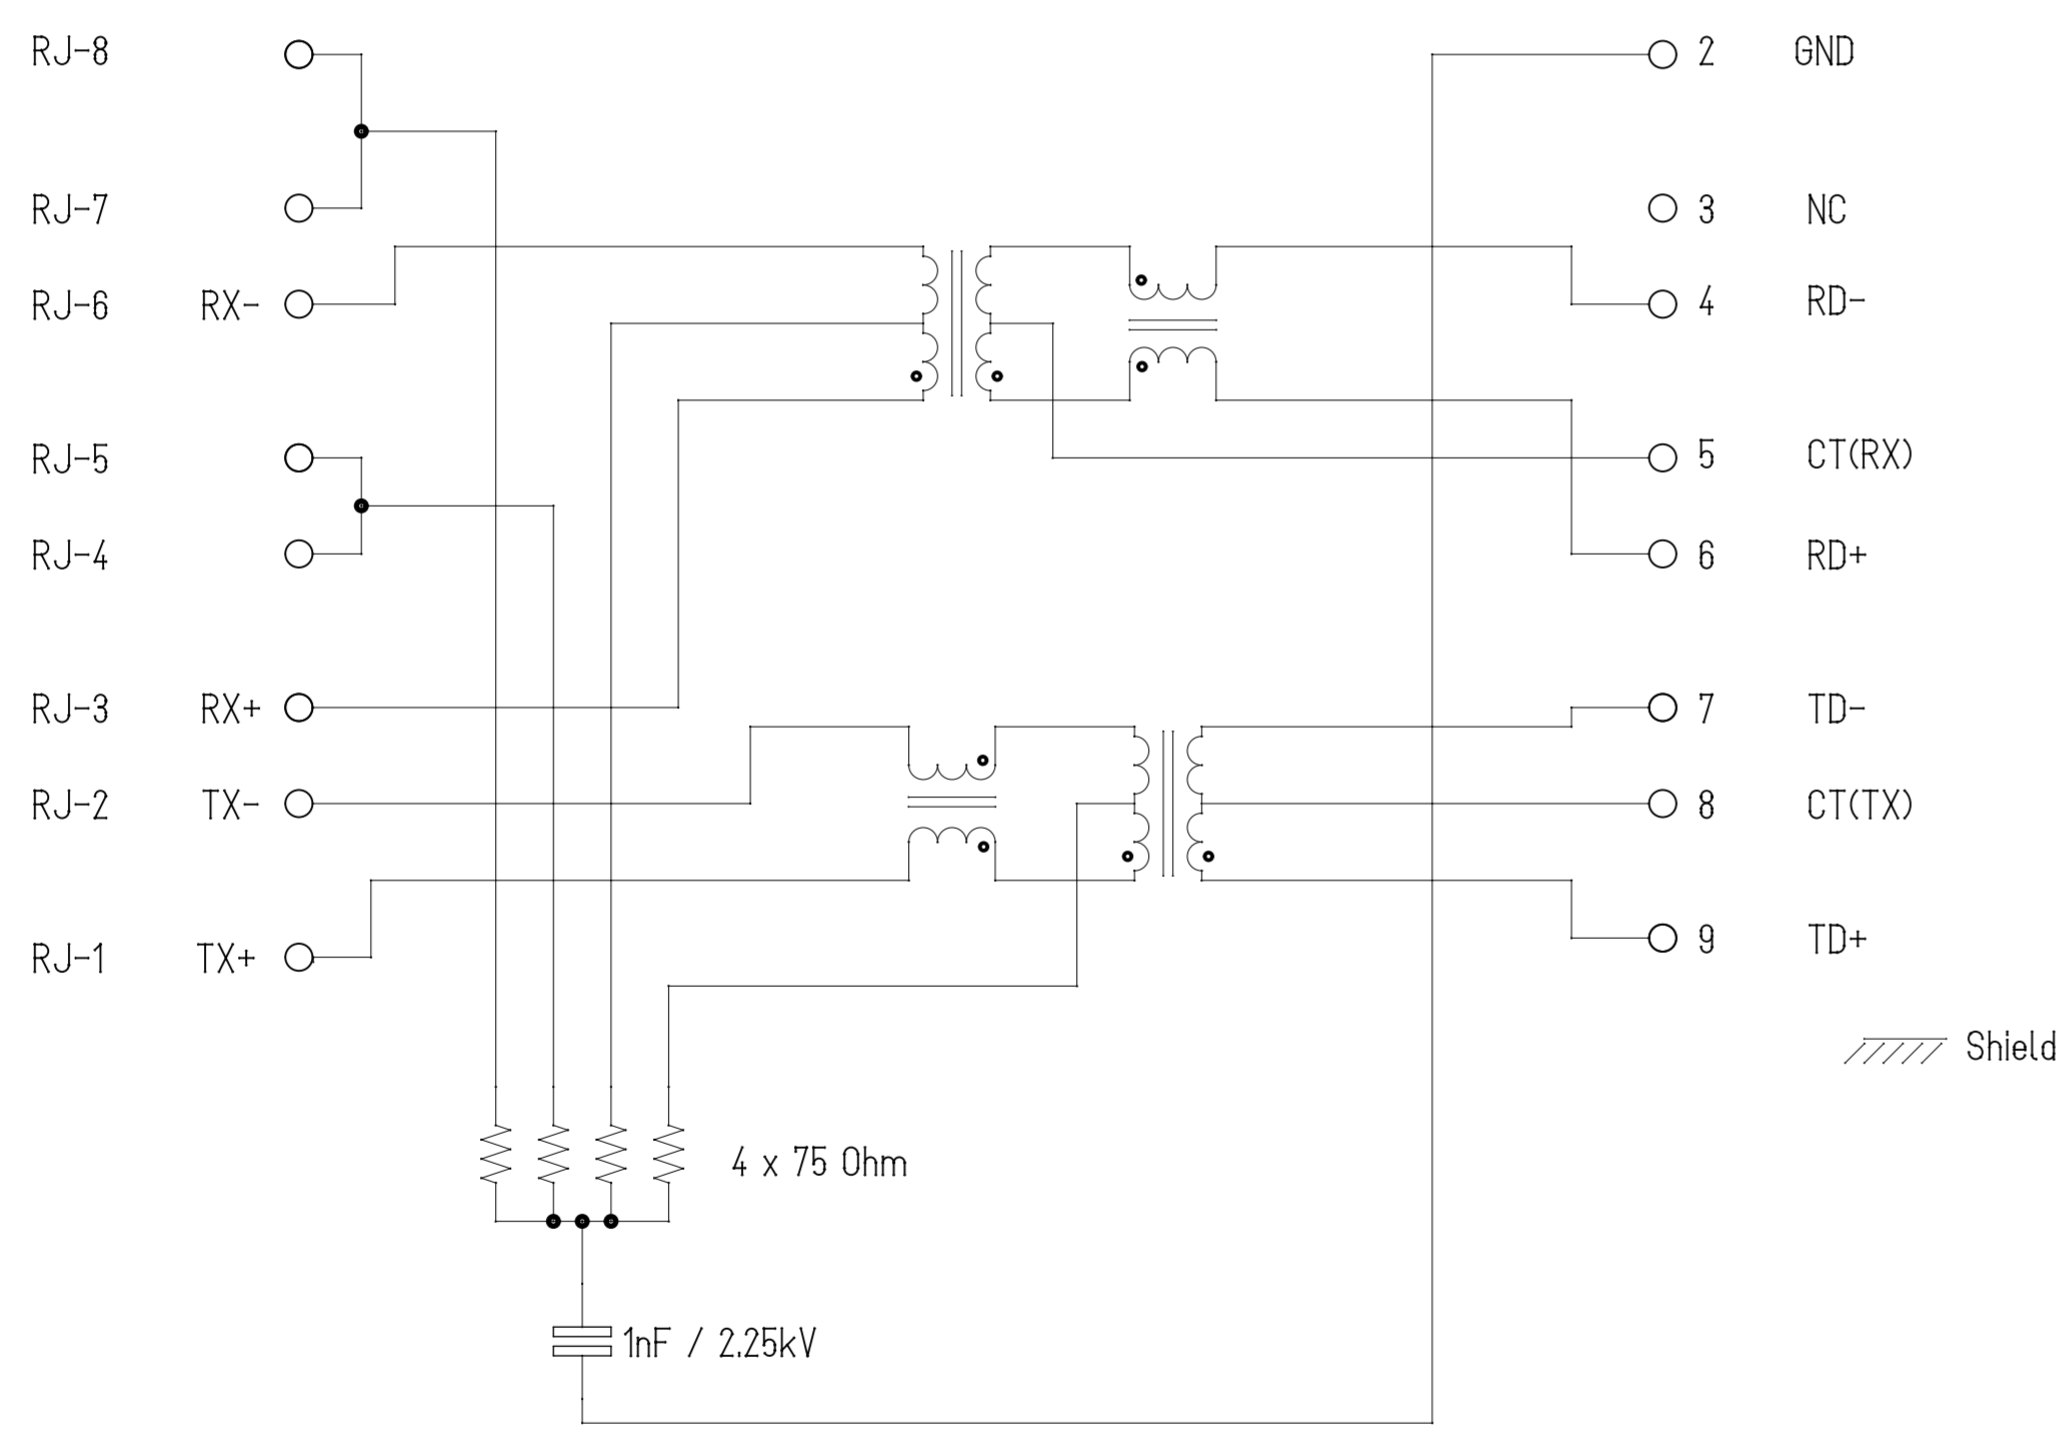 RJ-8 2 GND
RJ-7 3 NC
RJ-6 RX- 4 RD-
RJ-5 5 CT(RX)
RJ-4 6 RD+
RJ-3 RX+ 7 TD-
RJ-2 TX- 8 CT(TX)
RJ-1 TX+ 9 TD+
Shield
4 x 75 Ohm
1nF / 2.25kV